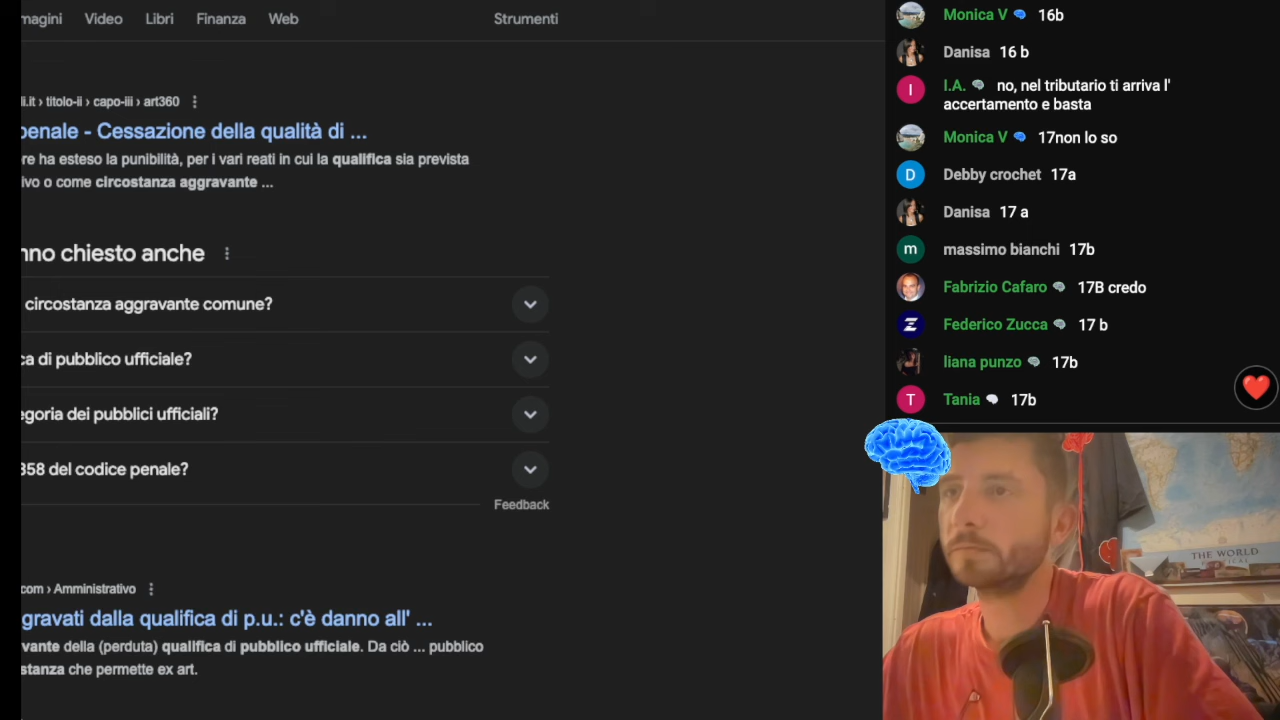 magini Video Libri Finanza Web Strumenti
li.it › titolo-ii › capo-iii › art360
penale - Cessazione della qualità di ...
re ha esteso la punibilità, per i vari reati in cui la qualifica sia prevista
ivo o come circostanza aggravante ...
nno chiesto anche
circostanza aggravante comune?
ca di pubblico ufficiale?
egoria dei pubblici ufficiali?
358 del codice penale?
Feedback
com › Amministrativo
gravati dalla qualifica di p.u.: c'è danno all' ...
vante della (perduta) qualifica di pubblico ufficiale. Da ciò ... pubblico
stanza che permette ex art.
Monica V 16b
Danisa 16 b
I
I.A. no, nel tributario ti arriva l'
accertamento e basta
Monica V 17non lo so
D
Debby crochet 17a
Danisa 17 a
m
massimo bianchi 17b
Fabrizio Cafaro 17B credo
Federico Zucca 17 b
liana punzo 17b
T
Tania 17b
THE WORLD